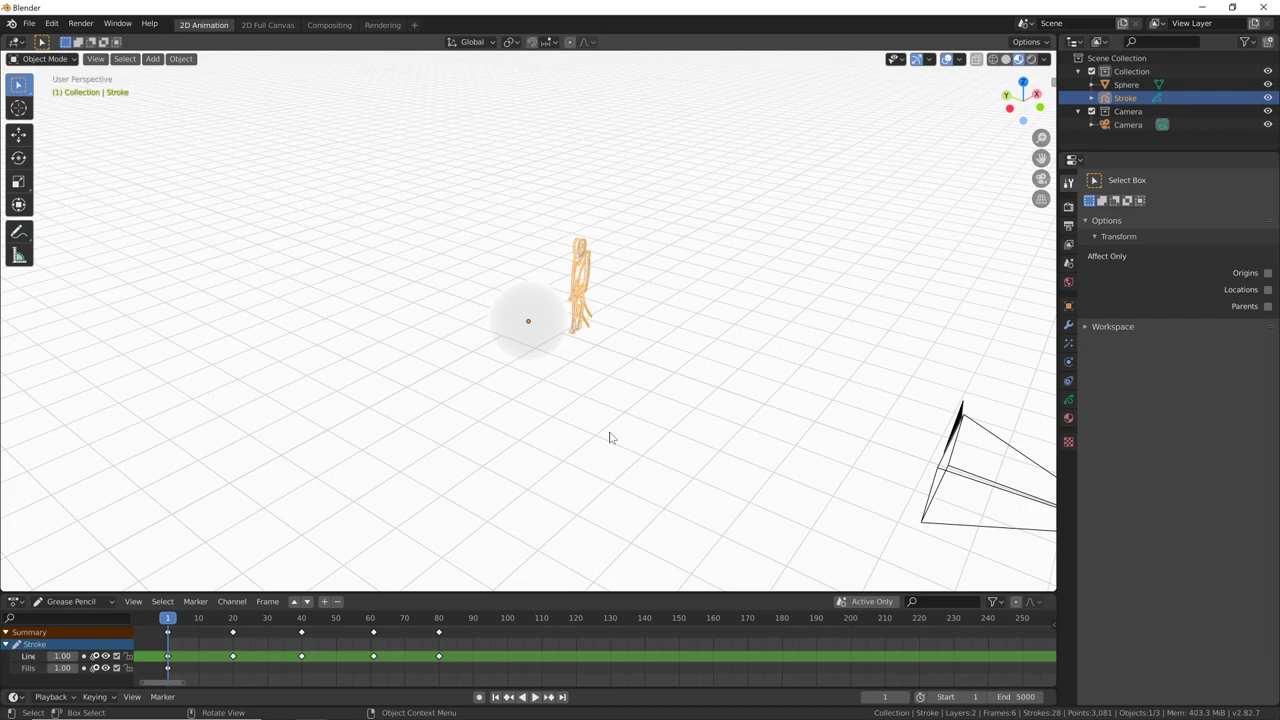 Blender
File Edit Render Window Help 2D Animation 2D Full Canvas Compositing Rendering + Scene View Layer
Global Options
Object Mode View Select Add Object
User Perspective
(1) Collection | Stroke
Z
Y X
Scene Collection
Collection
Sphere
Stroke
Camera
Camera
Select Box
Options
Transform
Affect Only
Origins
Locations
Parents
Workspace
Grease Pencil View Select Marker Channel Frame Active Only
1 10 20 30 40 50 60 70 80 90 100 110 120 130 140 150 160 170 180 190 200 210 220 230 240 250
Summary
Stroke
Line 1.00
Fills 1.00
Playback Keying View Marker 1 Start 1 End 5000
Select Box Select Rotate View Object Context Menu Collection | Stroke | Layers:2 | Frames:6 | Strokes:28 | Points:3,081 | Objects:1/3 | Mem: 403.3 MiB | v2.82.7